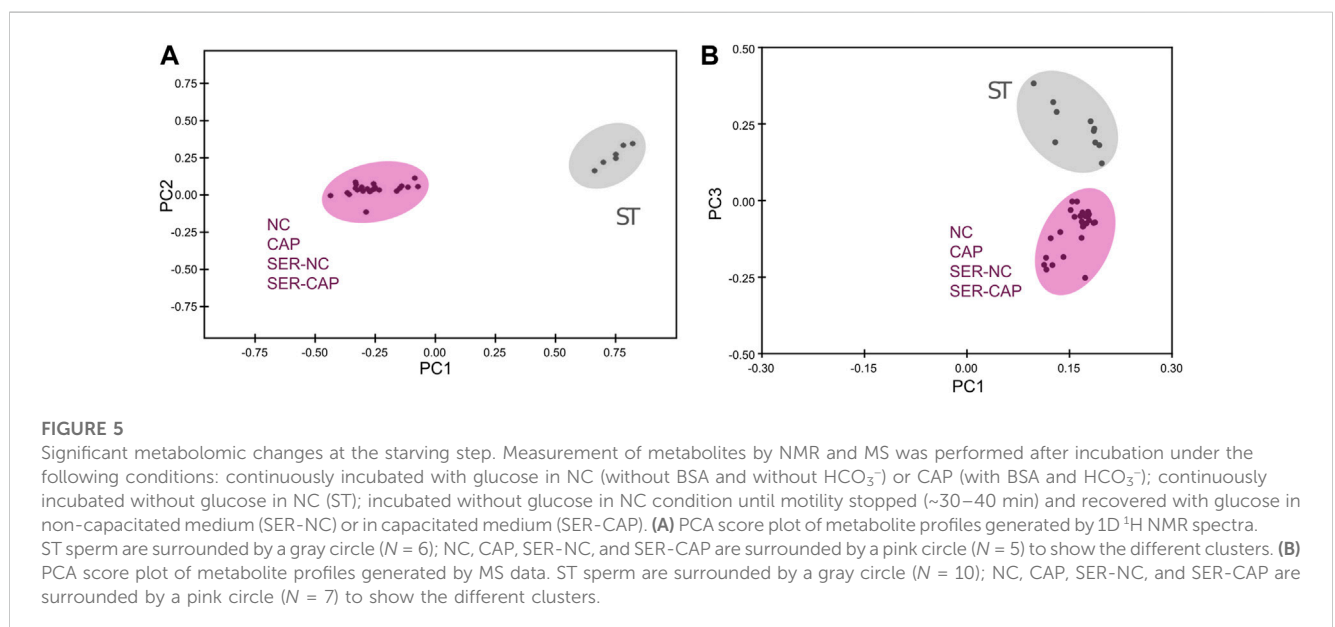 A
PC2
0.75
0.50
0.25
0.00
-0.25
-0.50
-0.75
NC
CAP
SER-NC
SER-CAP
ST
-0.75 -0.50 -0.25 0.00 0.25 0.50 0.75
PC1
B
PC3
0.50
0.25
0.00
-0.25
-0.50
ST
NC
CAP
SER-NC
SER-CAP
-0.30 -0.15 0.00 0.15 0.30
PC1
FIGURE 5
Significant metabolomic changes at the starving step. Measurement of metabolites by NMR and MS was performed after incubation under the
following conditions: continuously incubated with glucose in NC (without BSA and without HCO₃⁻) or CAP (with BSA and HCO₃⁻); continuously
incubated without glucose in NC (ST); incubated without glucose in NC condition until motility stopped (~30–40 min) and recovered with glucose in
non-capacitated medium (SER-NC) or in capacitated medium (SER-CAP). (A) PCA score plot of metabolite profiles generated by 1D ¹H NMR spectra.
ST sperm are surrounded by a gray circle (N = 6); NC, CAP, SER-NC, and SER-CAP are surrounded by a pink circle (N = 5) to show the different clusters. (B)
PCA score plot of metabolite profiles generated by MS data. ST sperm are surrounded by a gray circle (N = 10); NC, CAP, SER-NC, and SER-CAP are
surrounded by a pink circle (N = 7) to show the different clusters.